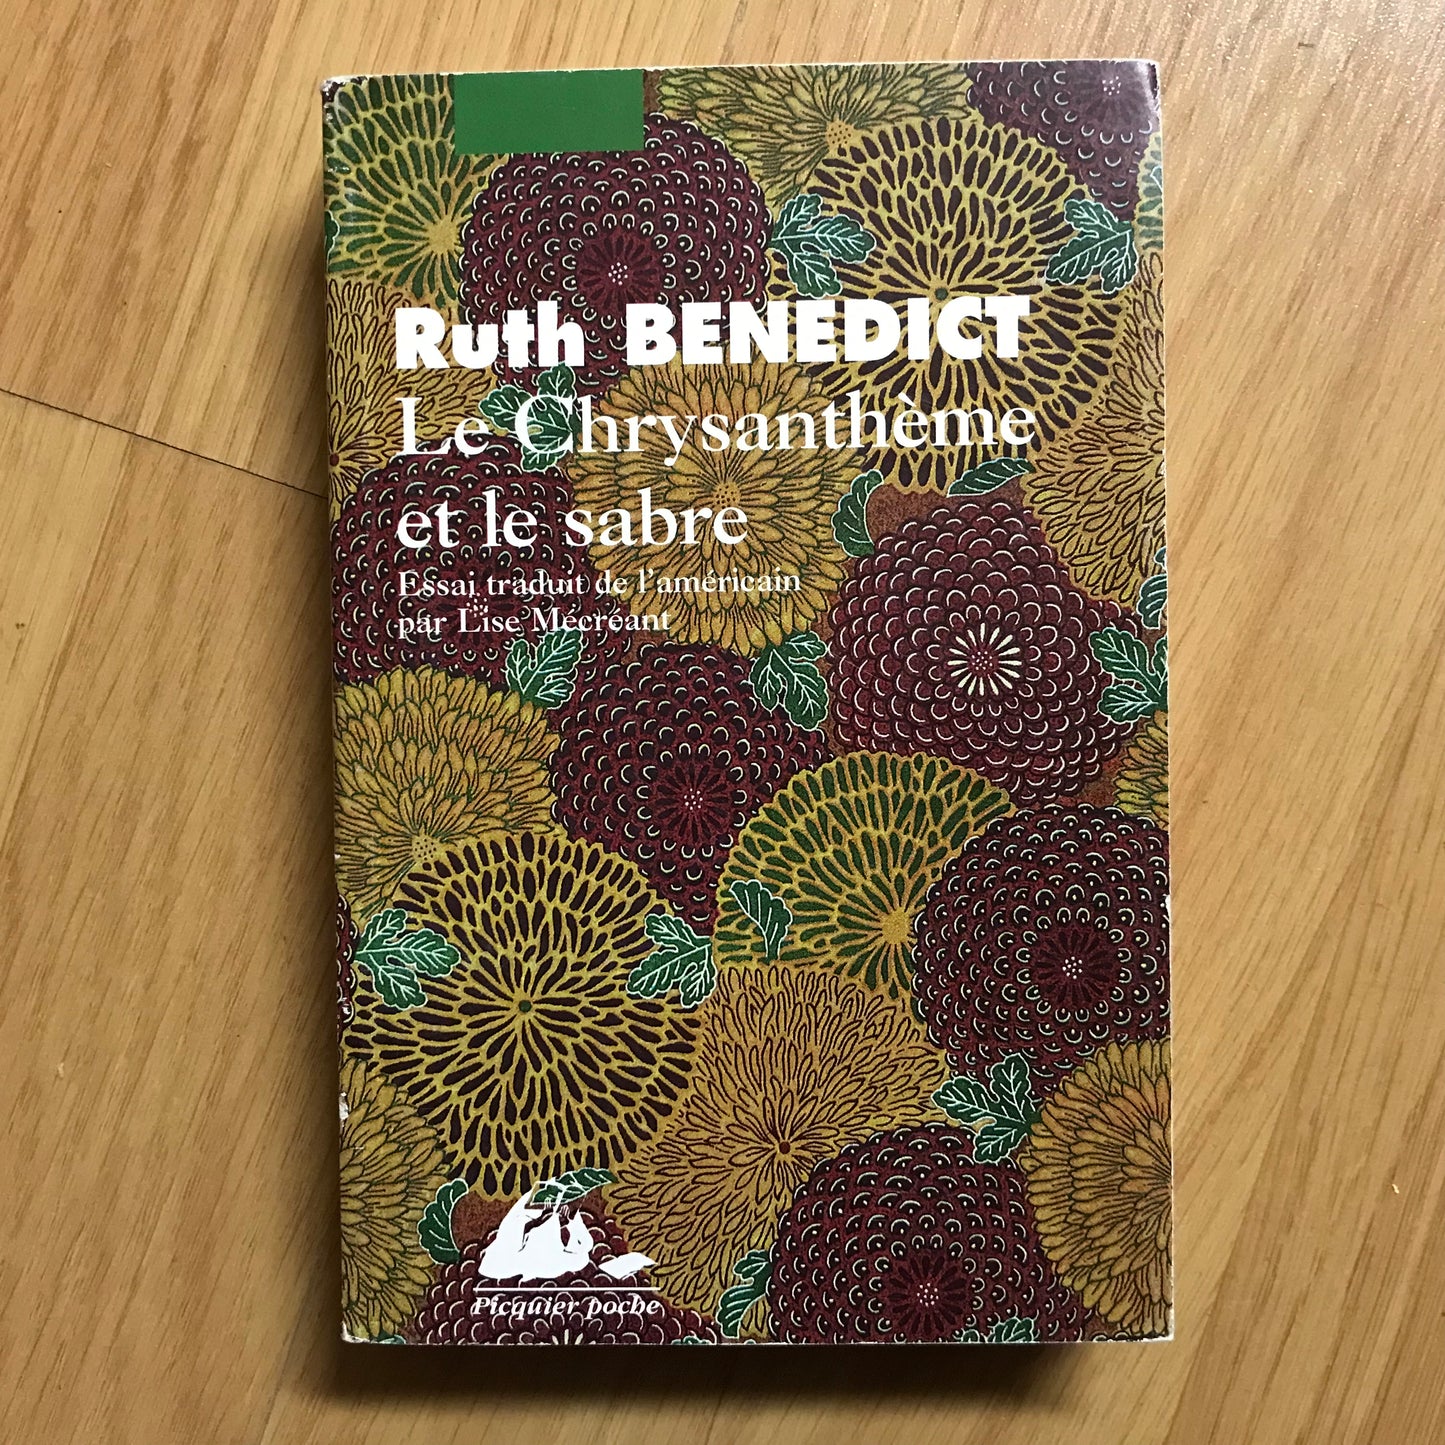 Ruth BENEDICT
Le Chrysanthème
et le sabre
Essai traduit de l'américain
par Lise Mécréant
Picquier poche